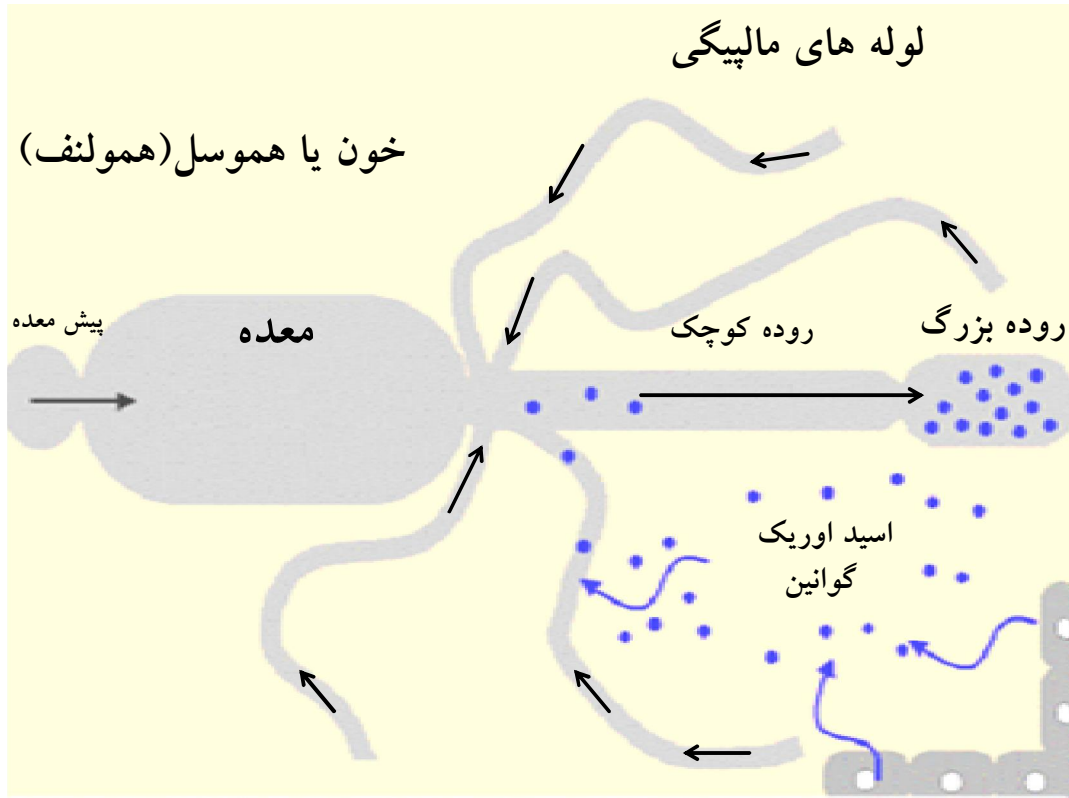 لوله های مالپیگی
خون یا هموسل(همولنف)
پیش معده
معده
روده کوچک
روده بزرگ
اسید اوریک
گوانین